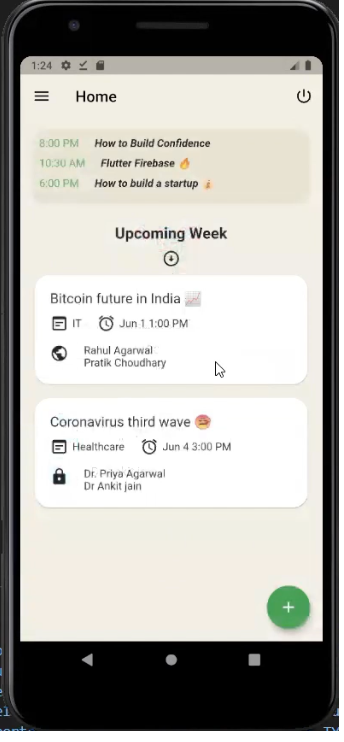 1:24
Home
8:00 PM How to Build Confidence
10:30 AM Flutter Firebase 🔥
6:00 PM How to build a startup 💰
Upcoming Week
Bitcoin future in India 📈
IT Jun 1 1:00 PM
Rahul Agarwal
Pratik Choudhary
Coronavirus third wave 😷
Healthcare Jun 4 3:00 PM
Dr. Priya Agarwal
Dr Ankit jain
+